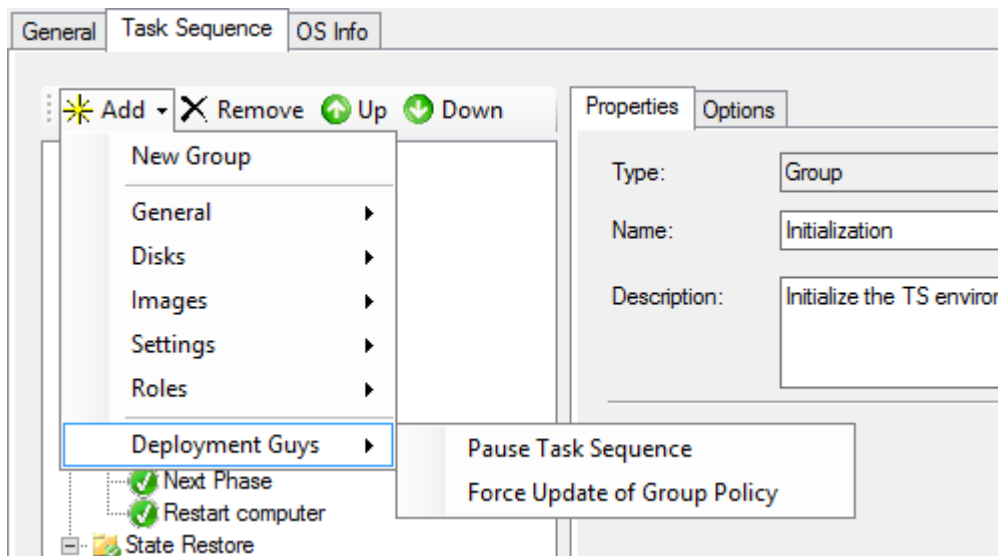 General Task Sequence OS Info
Add Remove Up Down
New Group
General
Disks
Images
Settings
Roles
Deployment Guys
Pause Task Sequence
Force Update of Group Policy
Next Phase
Restart computer
State Restore
Properties Options
Type: Group
Name: Initialization
Description: Initialize the TS